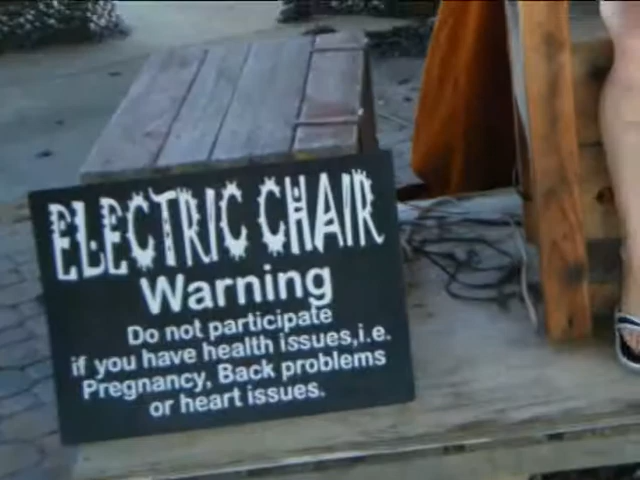 ELECTRIC CHAIR
Warning
Do not participate
if you have health issues,i.e.
Pregnancy, Back problems
or heart issues.